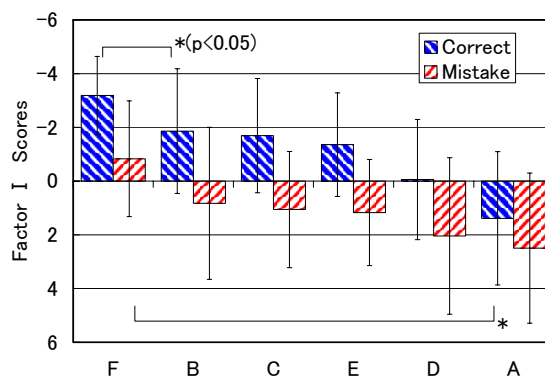 -6
-4
-2
0
2
4
6
Factor I Scores
*(p<0.05)
Correct
Mistake
*
F B C E D A